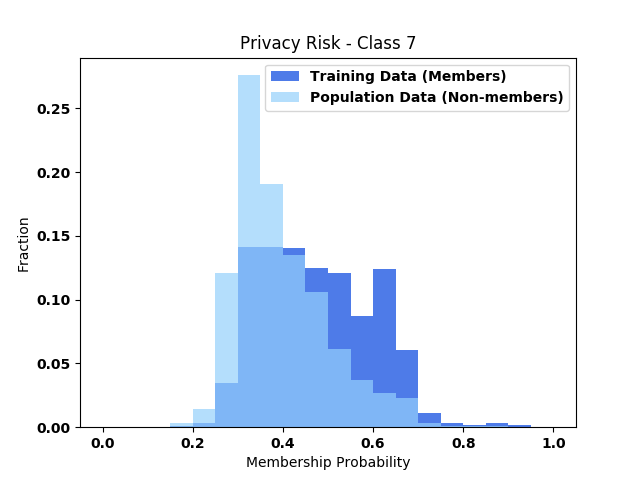 Privacy Risk - Class 7
Training Data (Members)
Population Data (Non-members)
Fraction
0.25
0.20
0.15
0.10
0.05
0.00
0.0 0.2 0.4 0.6 0.8 1.0
Membership Probability